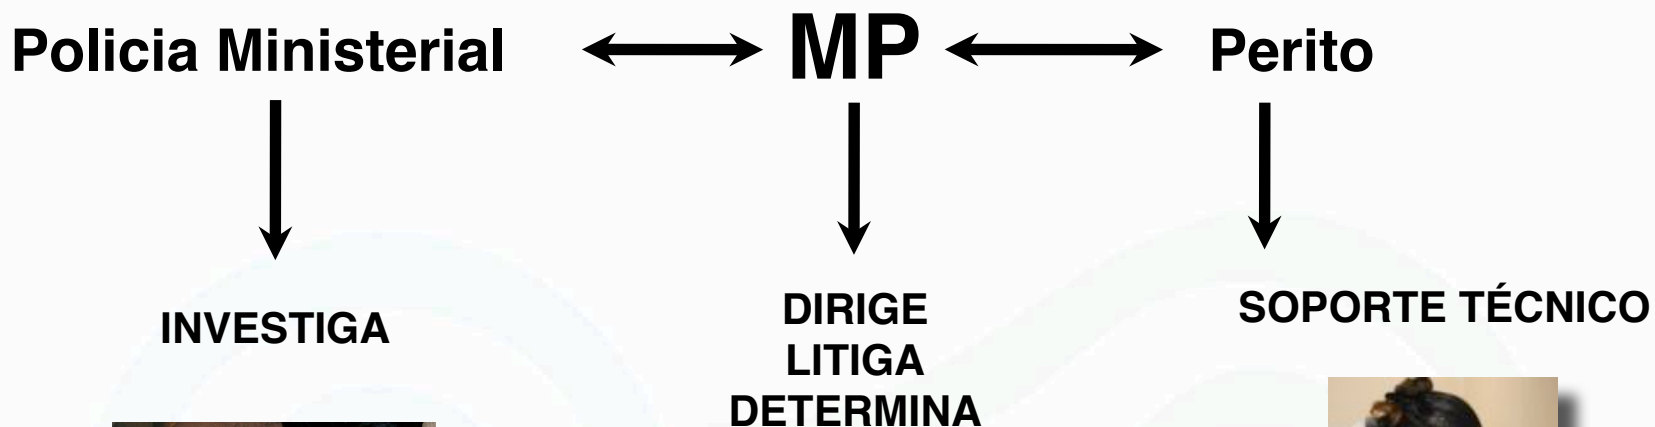 Policia Ministerial
MP
Perito
INVESTIGA
DIRIGE
LITIGA
DETERMINA
SOPORTE TÉCNICO